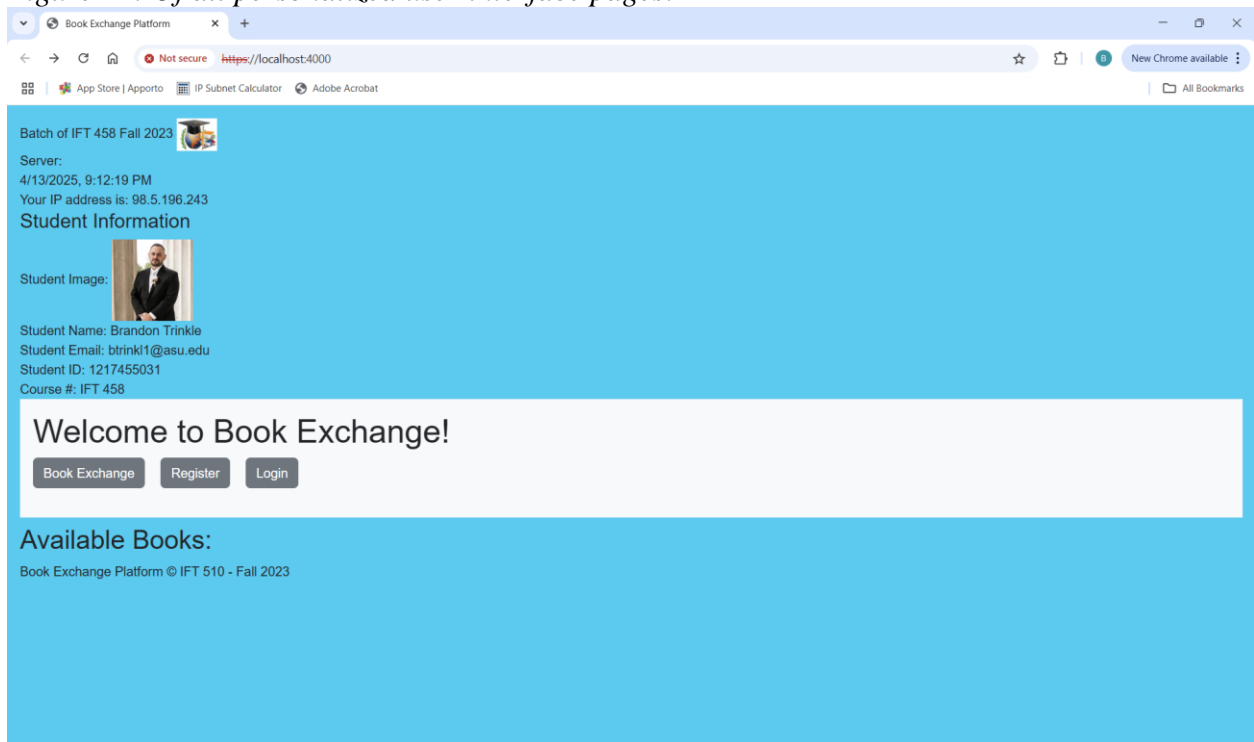 Book Exchange Platform
Not secure https://localhost:4000
B
New Chrome available
App Store | Apporto IP Subnet Calculator Adobe Acrobat All Bookmarks
Batch of IFT 458 Fall 2023
Server:
4/13/2025, 9:12:19 PM
Your IP address is: 98.5.196.243
Student Information
Student Image:
Student Name: Brandon Trinkle
Student Email: btrinkl1@asu.edu
Student ID: 1217455031
Course #: IFT 458
Welcome to Book Exchange!
Book Exchange Register Login
Available Books:
Book Exchange Platform © IFT 510 - Fall 2023